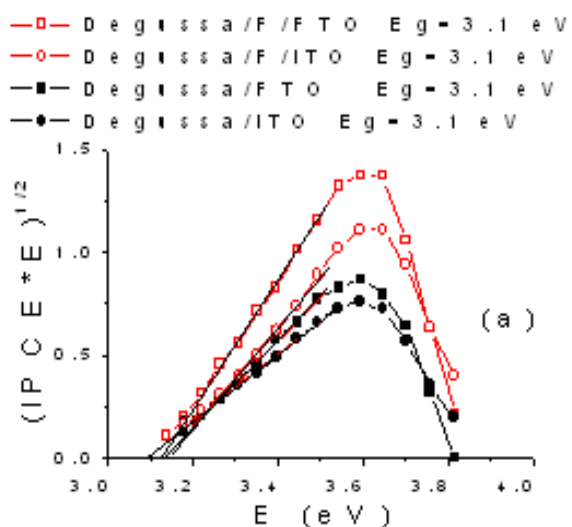 Degussa/F/FTO Eg=3.1 eV
Degussa/F/ITO Eg=3.1 eV
Degussa/FTO Eg=3.1 eV
Degussa/ITO Eg=3.1 eV
1.5
1.0
0.5
0.0
(IPCE*E)1/2
(a)
3.0 3.2 3.4 3.6 3.8 4.0
E (eV)